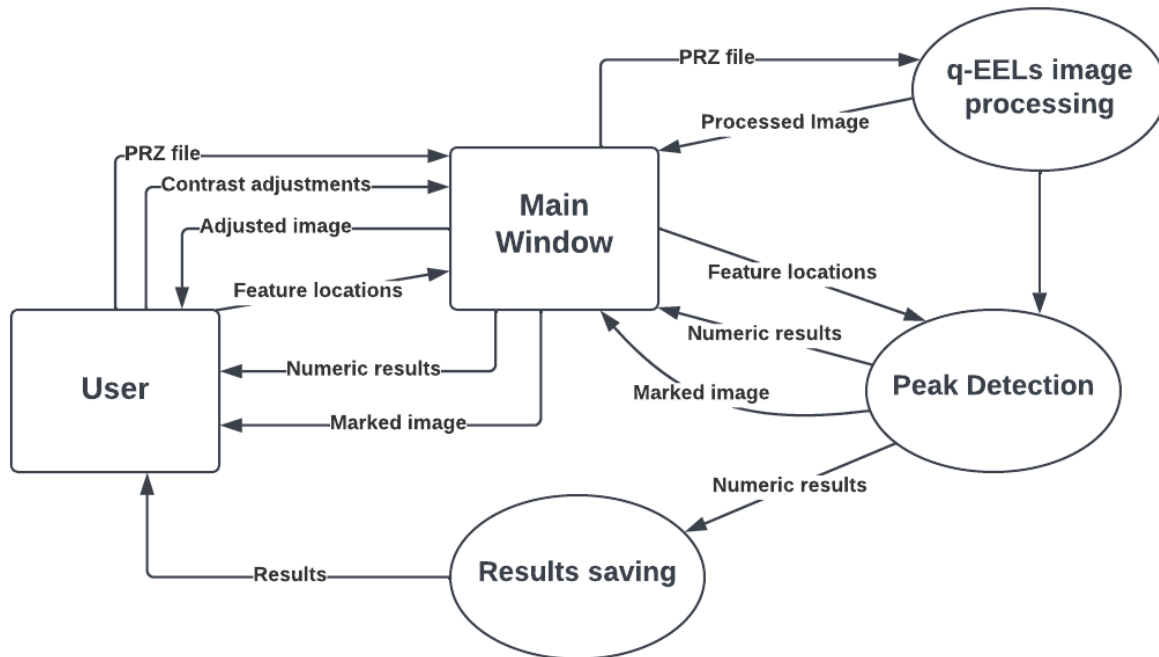 PRZ file
q-EELs image
processing
Processed Image
PRZ file
Contrast adjustments
Main
Window
Adjusted image
Feature locations
Feature locations
Numeric results
Numeric results
User
Peak Detection
Marked image
Marked image
Numeric results
Results saving
Results